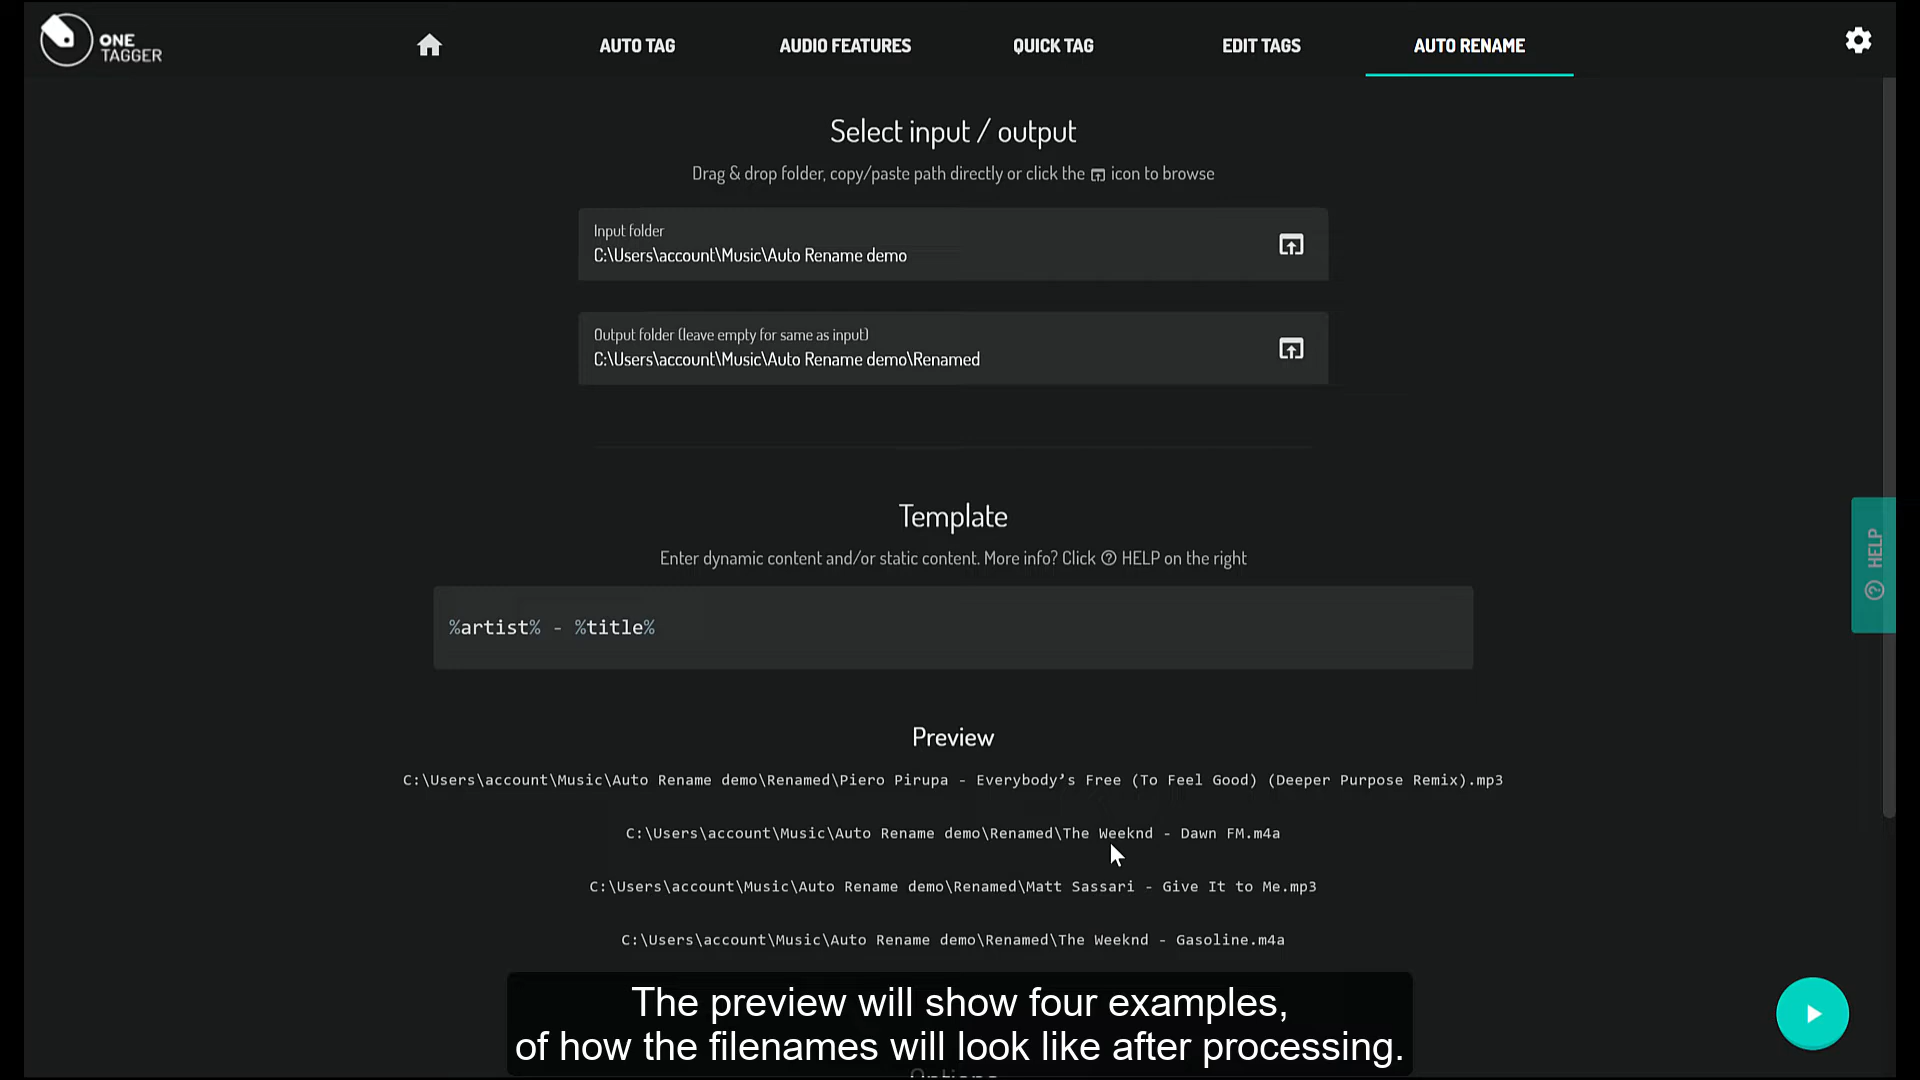 ONE
TAGGER
AUTO TAG
AUDIO FEATURES
QUICK TAG
EDIT TAGS
AUTO RENAME
Select input / output
Drag & drop folder, copy/paste path directly or click the icon to browse
Input folder
C:\Users\account\Music\Auto Rename demo
Output folder (leave empty for same as input)
C:\Users\account\Music\Auto Rename demo\Renamed
Template
Enter dynamic content and/or static content. More info? Click HELP on the right
HELP
%artist% - %title%
Preview
C:\Users\account\Music\Auto Rename demo\Renamed\Piero Pirupa - Everybody’s Free (To Feel Good) (Deeper Purpose Remix).mp3
C:\Users\account\Music\Auto Rename demo\Renamed\The Weeknd - Dawn FM.m4a
C:\Users\account\Music\Auto Rename demo\Renamed\Matt Sassari - Give It to Me.mp3
C:\Users\account\Music\Auto Rename demo\Renamed\The Weeknd - Gasoline.m4a
The preview will show four examples,
of how the filenames will look like after processing.
Options